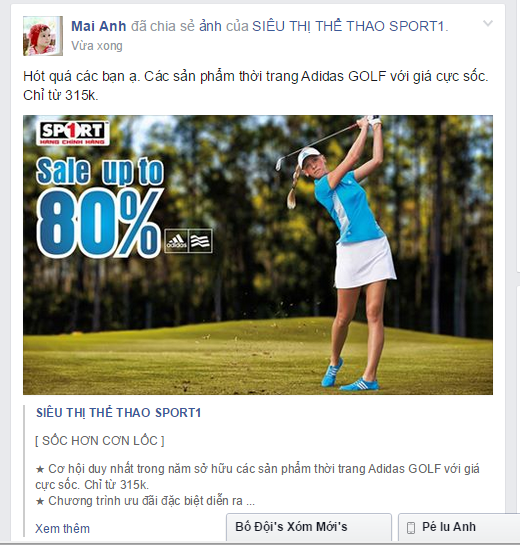 Mai Anh đã chia sẻ ảnh của SIÊU THỊ THỂ THAO SPORT1.
Vừa xong
Hót quá các bạn ạ. Các sản phẩm thời trang Adidas GOLF với giá cực sốc.
Chỉ từ 315k.
SP1RT
HÀNG CHÍNH HÃNG
Sale up to
80%
adidas
SIÊU THỊ THỂ THAO SPORT1
[ SỐC HƠN CƠN LỐC ]
★ Cơ hội duy nhất trong năm sở hữu các sản phẩm thời trang Adidas GOLF với giá
cực sốc. Chỉ từ 315k.
★ Chương trình ưu đãi đặc biệt diễn ra ...
Xem thêm
Bố Đội's Xóm Mới's
Pé lu Anh